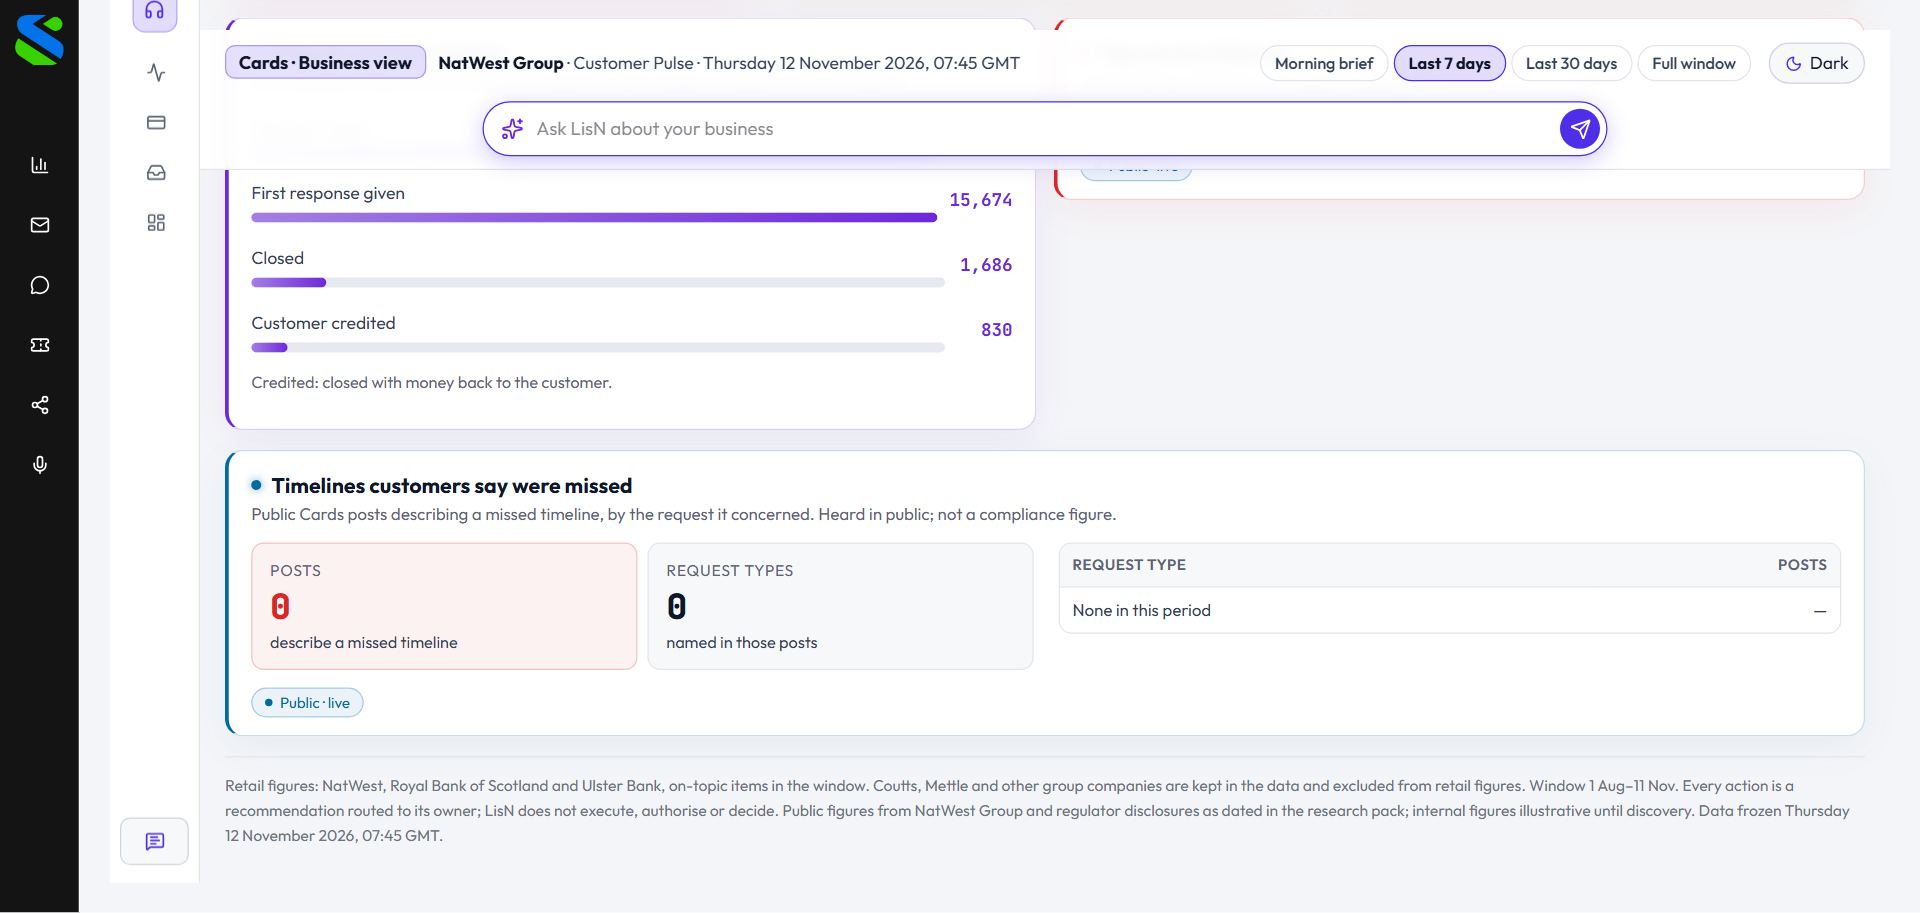 Cards · Business view
NatWest Group · Customer Pulse · Thursday 12 November 2026, 07:45 GMT
Morning brief
Last 7 days
Last 30 days
Full window
Dark
Ask LisN about your business
First response given
15,674
Closed
1,686
Customer credited
830
Credited: closed with money back to the customer.
Timelines customers say were missed
Public Cards posts describing a missed timeline, by the request it concerned. Heard in public; not a compliance figure.
POSTS
0
describe a missed timeline
REQUEST TYPES
0
named in those posts
REQUEST TYPE
POSTS
None in this period
—
Public · live
Retail figures: NatWest, Royal Bank of Scotland and Ulster Bank, on-topic items in the window. Coutts, Mettle and other group companies are kept in the data and excluded from retail figures. Window 1 Aug–11 Nov. Every action is a
recommendation routed to its owner; LisN does not execute, authorise or decide. Public figures from NatWest Group and regulator disclosures as dated in the research pack; internal figures illustrative until discovery. Data frozen Thursday
12 November 2026, 07:45 GMT.